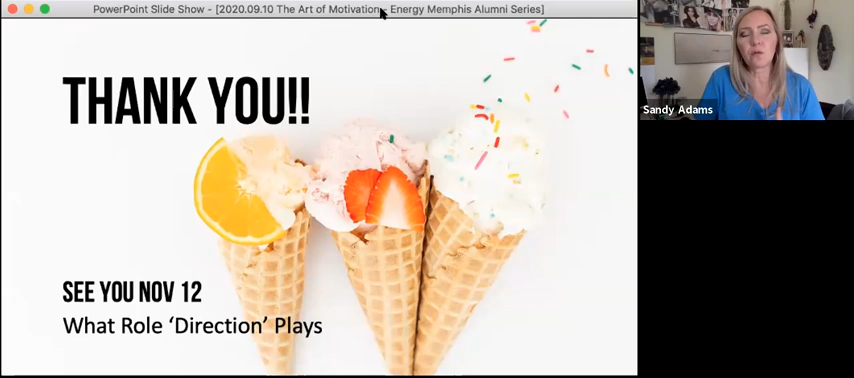 PowerPoint Slide Show - [2020.09.10 The Art of Motivation - Energy Memphis Alumni Series]
THANK YOU!!
Sandy Adams
SEE YOU NOV 12
What Role ‘Direction’ Plays